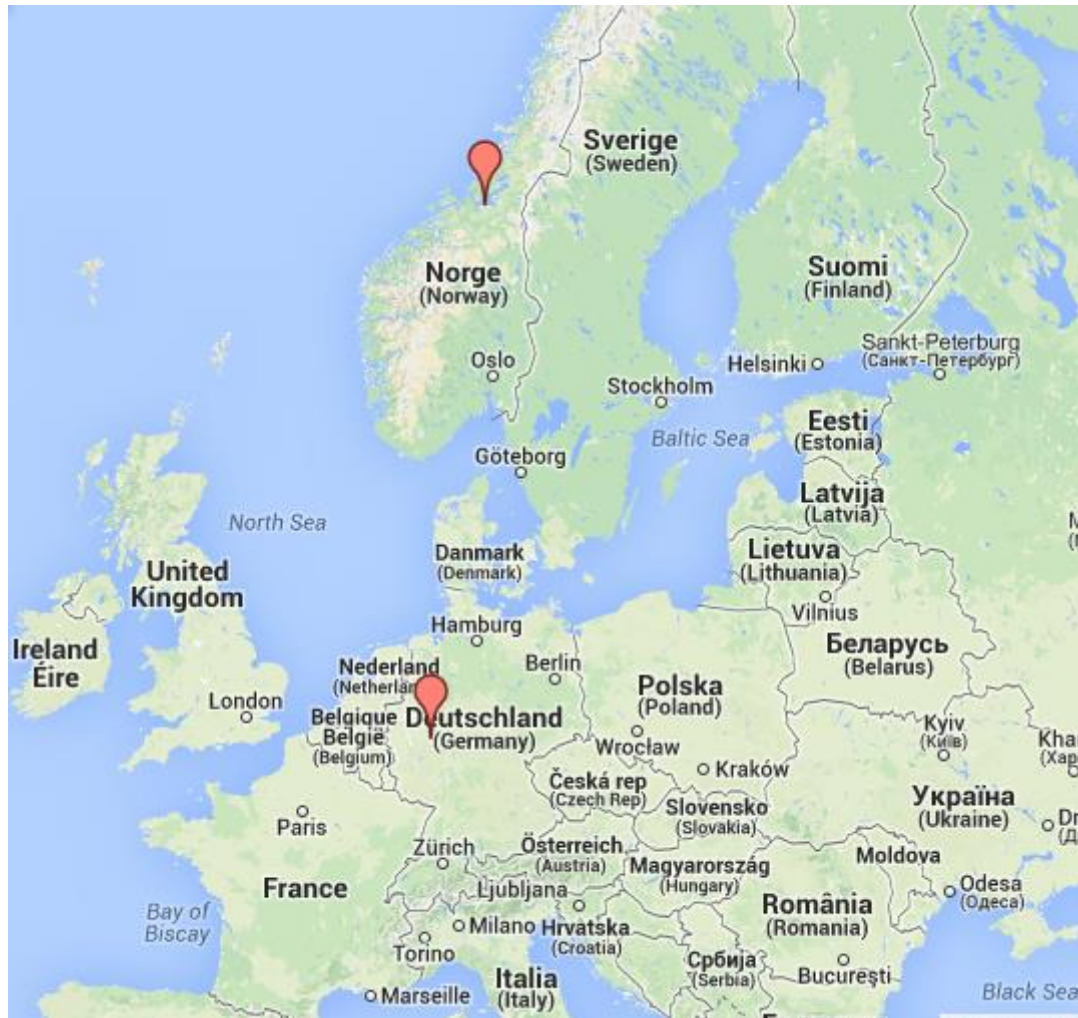 Sverige
(Sweden)
Norge
(Norway)
Suomi
(Finland)
Sankt-Peterburg
(Санкт-Петербург)
Helsinki
Oslo
Stockholm
Eesti
(Estonia)
Baltic Sea
Göteborg
Latvija
(Latvia)
North Sea
Danmark
(Denmark)
Lietuva
(Lithuania)
United
Kingdom
Vilnius
Hamburg
Беларусь
(Belarus)
Ireland
Éire
Nederland
Berlin
Polska
(Poland)
London
Belgique
België
(Belgium)
(Germany)
Wrocław
Kraków
Kyiv
(Київ)
Česká rep
(Czech Rep)
Slovensko
(Slovakia)
Україна
(Ukraine)
Paris
Zürich
Österreich
(Austria)
Magyarország
(Hungary)
Moldova
France
Ljubljana
Odesa
(Одеса)
Bay of
Biscay
Milano
Hrvatska
(Croatia)
România
(Romania)
Torino
Србија
(Serbia)
București
Italia
(Italy)
Marseille
Black Sea